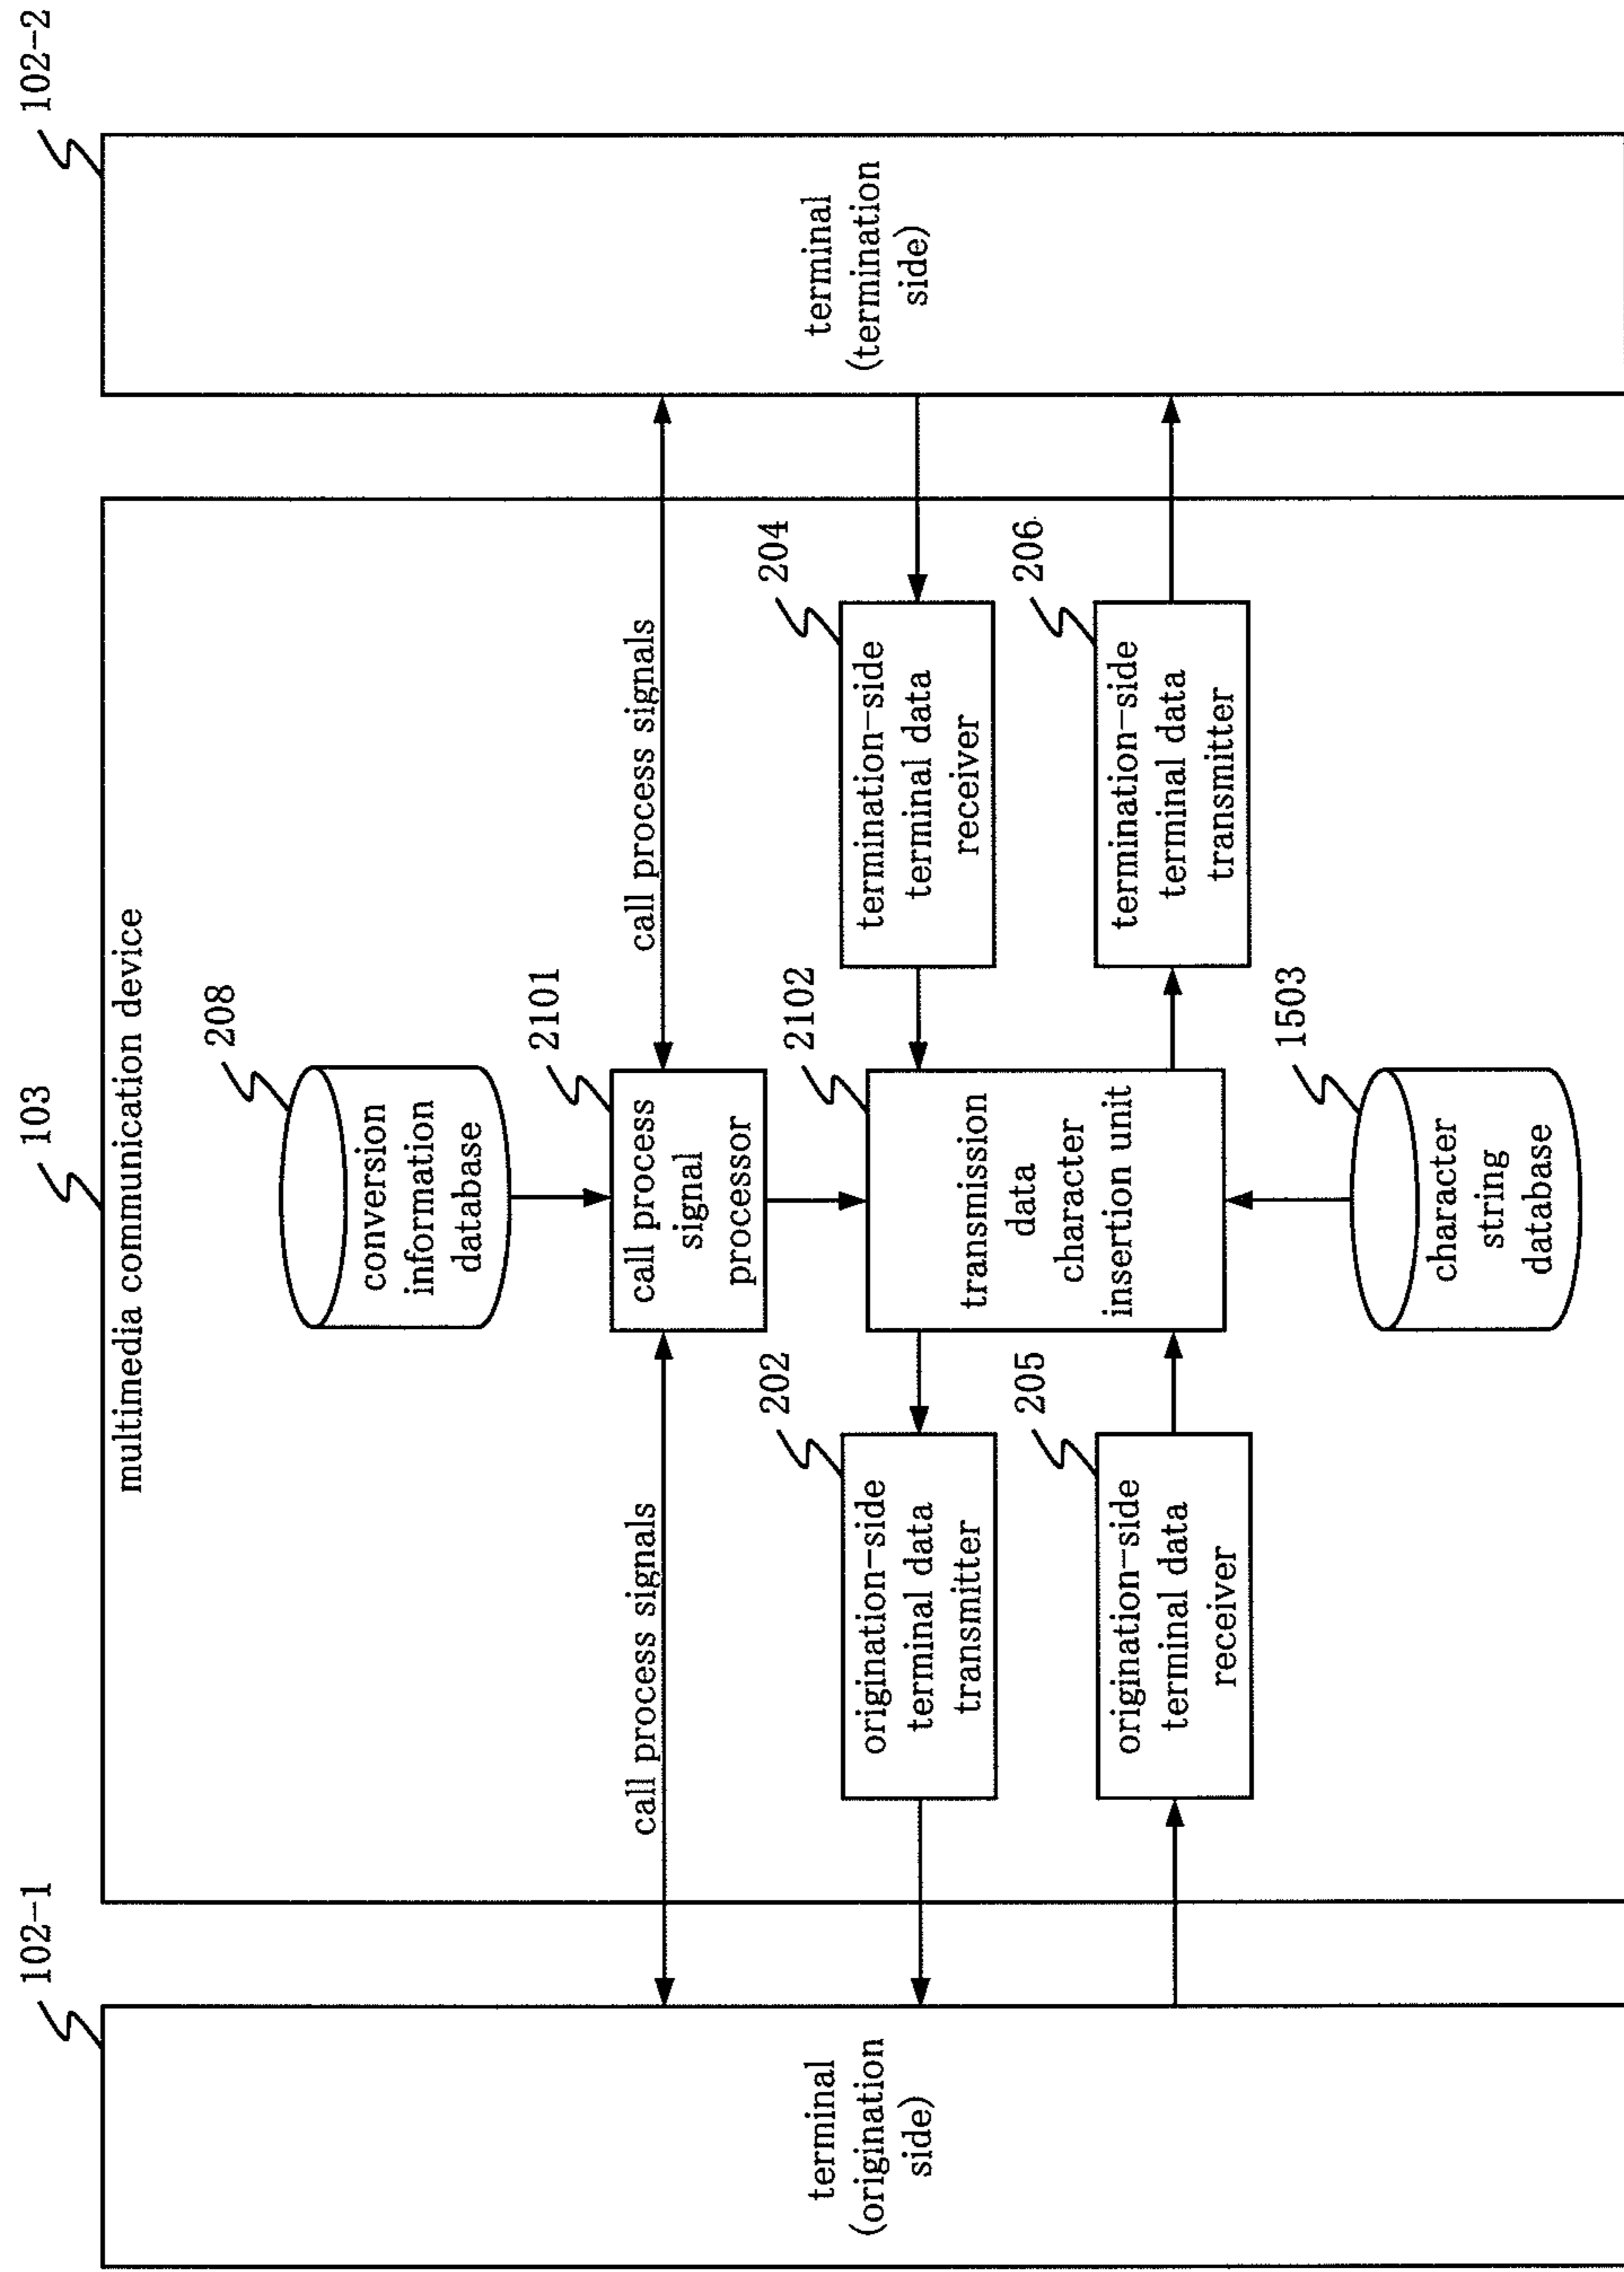 102-1
103
102-2
multimedia communication device
208
conversion
information
database
2101
call process signals
call process
signal
processor
call process signals
terminal
(origination
side)
202
origination-side
terminal data
transmitter
2102
transmission
data
character
insertion unit
204
termination-side
terminal data
receiver
terminal
(termination
side)
205
origination-side
terminal data
receiver
206
termination-side
terminal data
transmitter
1503
character
string
database